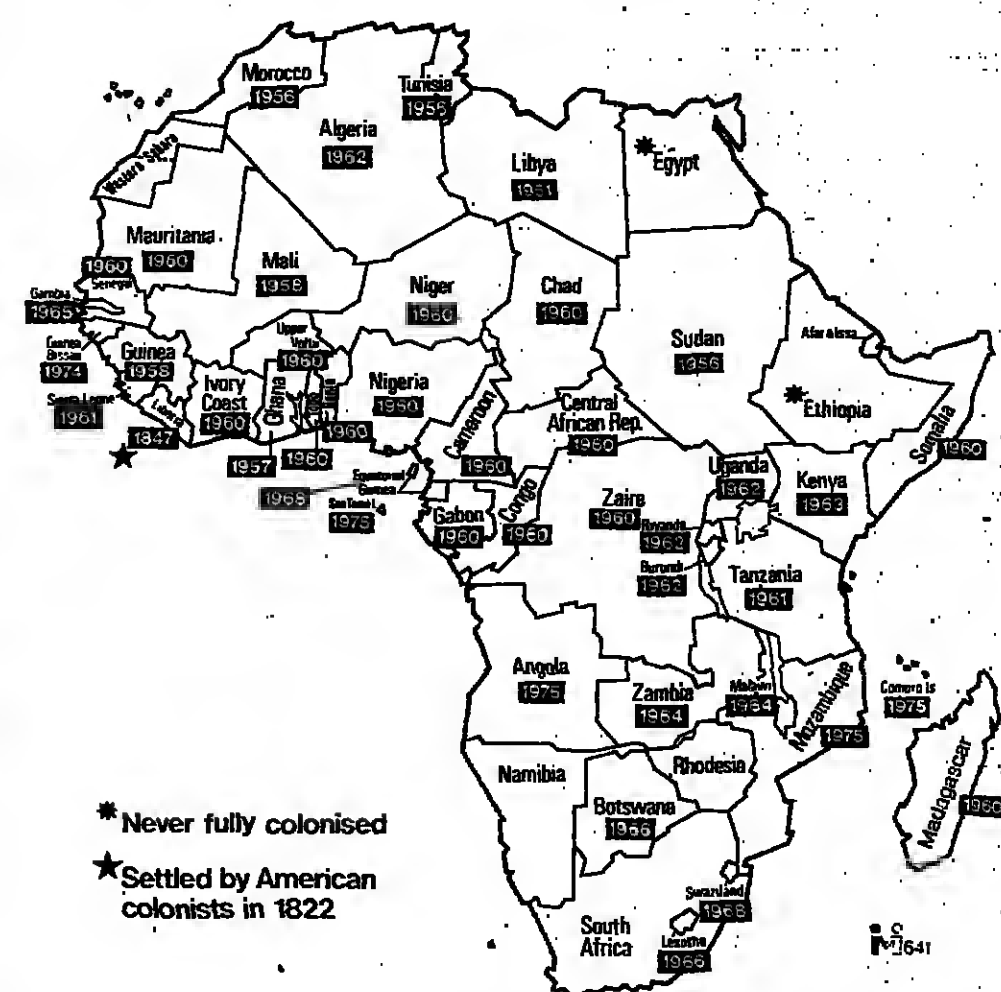 Morocco
1956
Tunisia
1956
Algeria
1962
Libya
1951
Egypt
Western Sahara
Mauritania
1960
Mali
1958
Niger
1960
Chad
1960
Sudan
1956
Afar aissa
Ethiopia
Somalia
1960
1960
Senegal
Gambia
1965
Guinea
Bissau
1974
Guinea
1958
Sierra Leone
1961
Liberia
1847
Ivory
Coast
1960
Upper
Volta
1960
Ghana
1957
1960
Nigeria
1960
1960
Cameroon
1960
Central
African Rep.
1960
Equatorial
Guinea
1968
1975
Gabon
1960
Congo
1960
Zaire
1960
Uganda
1962
Kenya
1963
Rwanda
1962
Burundi
1962
Tanzania
1961
Angola
1975
Zambia
1964
Malawi
1964
Mozambique
1975
Comoro is
1975
Madagascar
1960
Namibia
Rhodesia
Botswana
1966
Swaziland
1968
South
Africa
Lesotho
1966
Never fully colonised
Settled by American
colonists in 1822